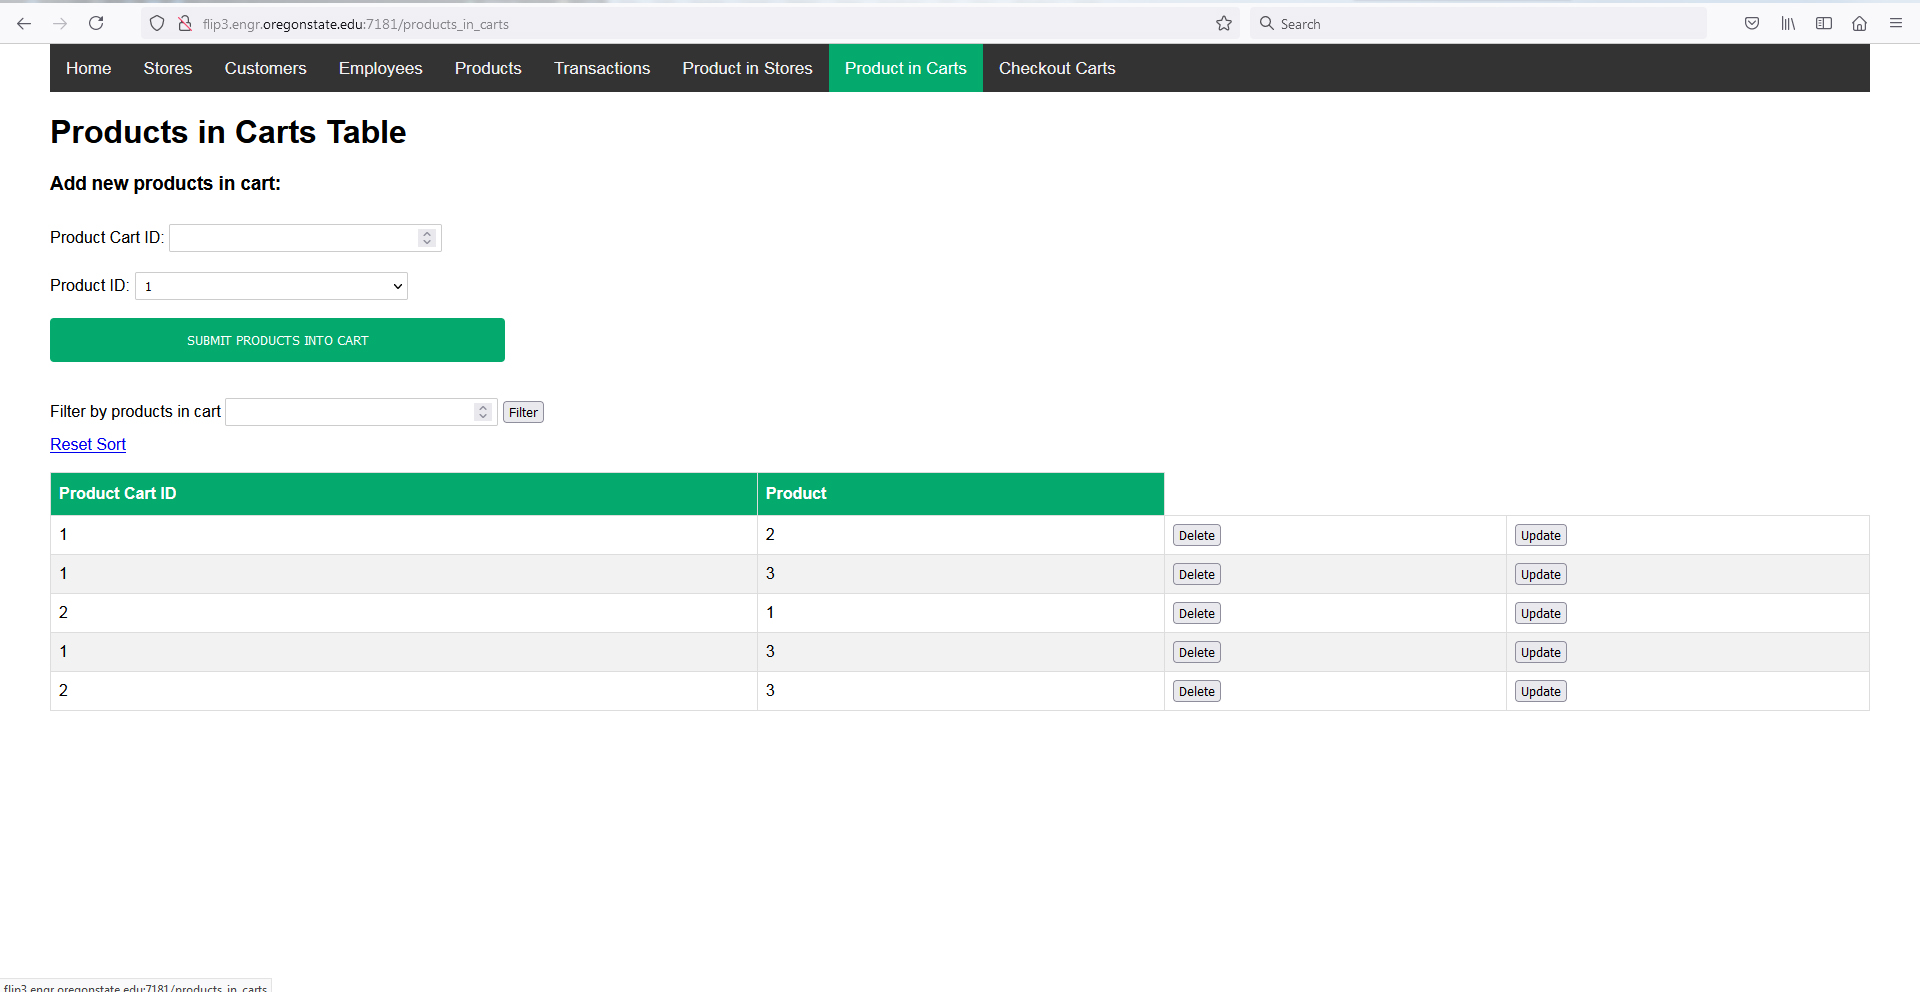 flip3.engr.oregonstate.edu:7181/products_in_carts Search
Home Stores Customers Employees Products Transactions Product in Stores Product in Carts Checkout Carts
Products in Carts Table
Add new products in cart:
Product Cart ID:
Product ID: 1
SUBMIT PRODUCTS INTO CART
Filter by products in cart Filter
Reset Sort
Product Cart ID Product
1 2 Delete Update
1 3 Delete Update
2 1 Delete Update
1 3 Delete Update
2 3 Delete Update
flip3.engr.oregonstate.edu:7181/products_in_carts